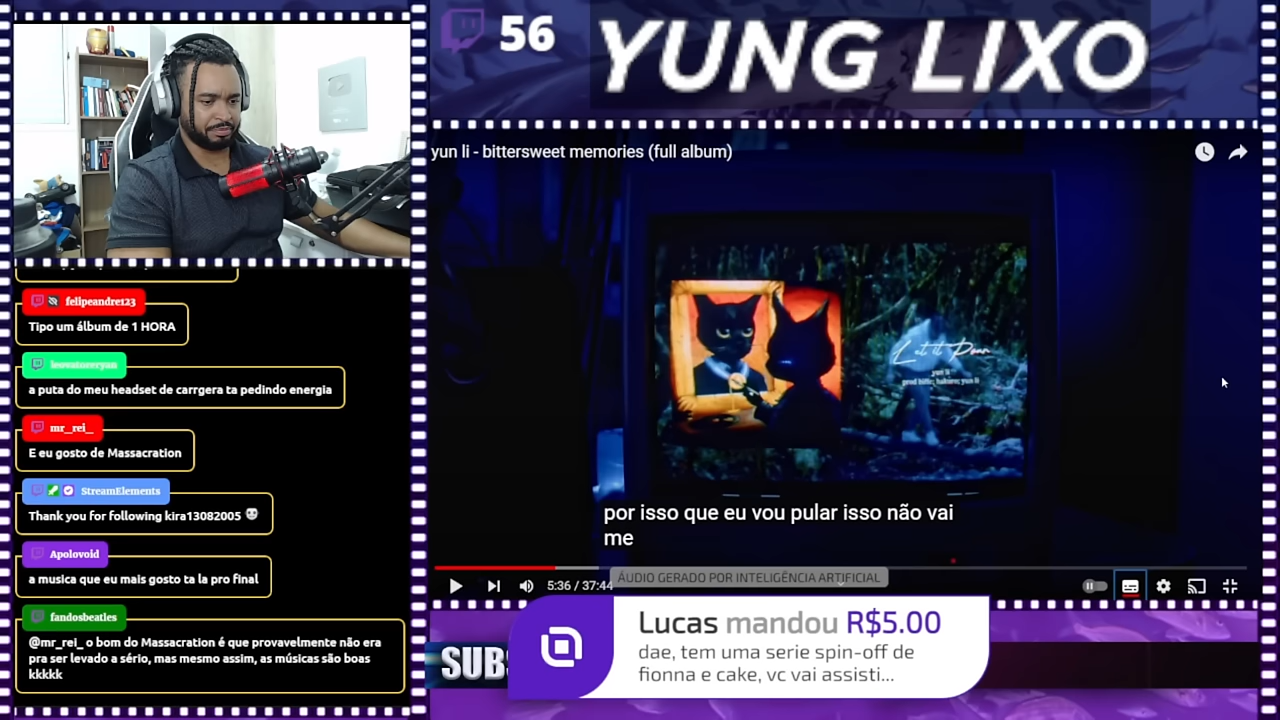 56
YUNG LIXO
yun li - bittersweet memories (full album)
felipeandre123
Tipo um álbum de 1 HORA
a puta do meu headset de carrgera ta pedindo energia
mr_rei_
E eu gosto de Massacration
StreamElements
Thank you for following kira13082005
Apolovoid
a musica que eu mais gosto ta la pro final
fandosbeatles
@mr_rei_ o bom do Massacration é que provavelmente não era
pra ser levado a sério, mas mesmo assim, as músicas são boas
kkkkk
Let it Pour
yun li
por isso que eu vou pular isso não vai
me
5:36 / 37:44
ÁUDIO GERADO POR INTELIGÊNCIA ARTIFICIAL
Lucas mandou R$5.00
dae, tem uma serie spin-off de
fionna e cake, vc vai assisti...
SUBS